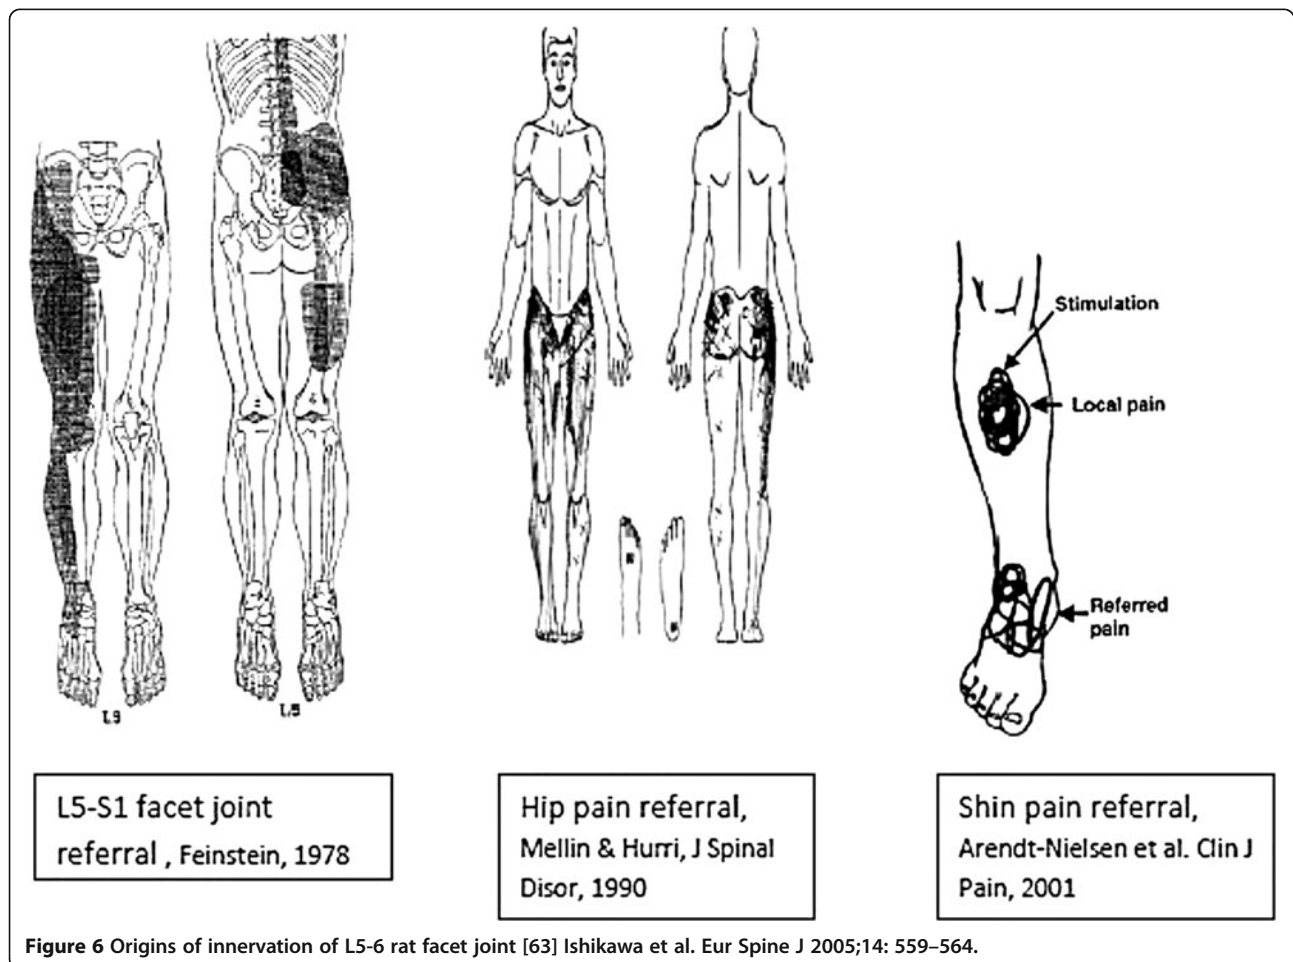 Stimulation
Local pain
Referred
pain
L5
L5-S1 facet joint
referral , Feinstein, 1978
Hip pain referral,
Mellin & Hurri, J Spinal
Disor, 1990
Shin pain referral,
Arendt-Nielsen et al. Clin J
Pain, 2001
Figure 6 Origins of innervation of L5-6 rat facet joint [63] Ishikawa et al. Eur Spine J 2005;14: 559–564.